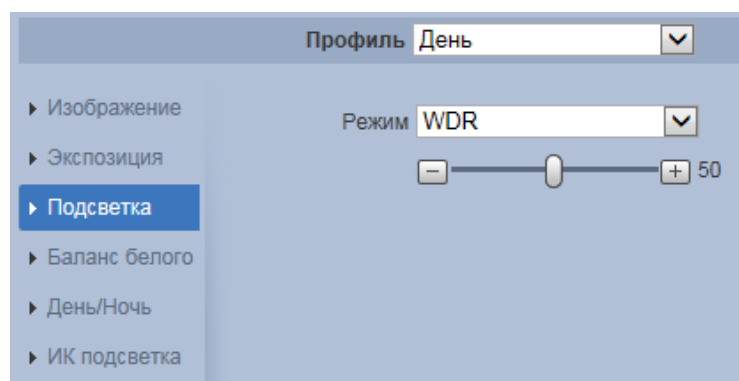 Профиль День
Изображение
Режим WDR
Экспозиция
50
Подсветка
Баланс белого
День/Ночь
ИК подсветка